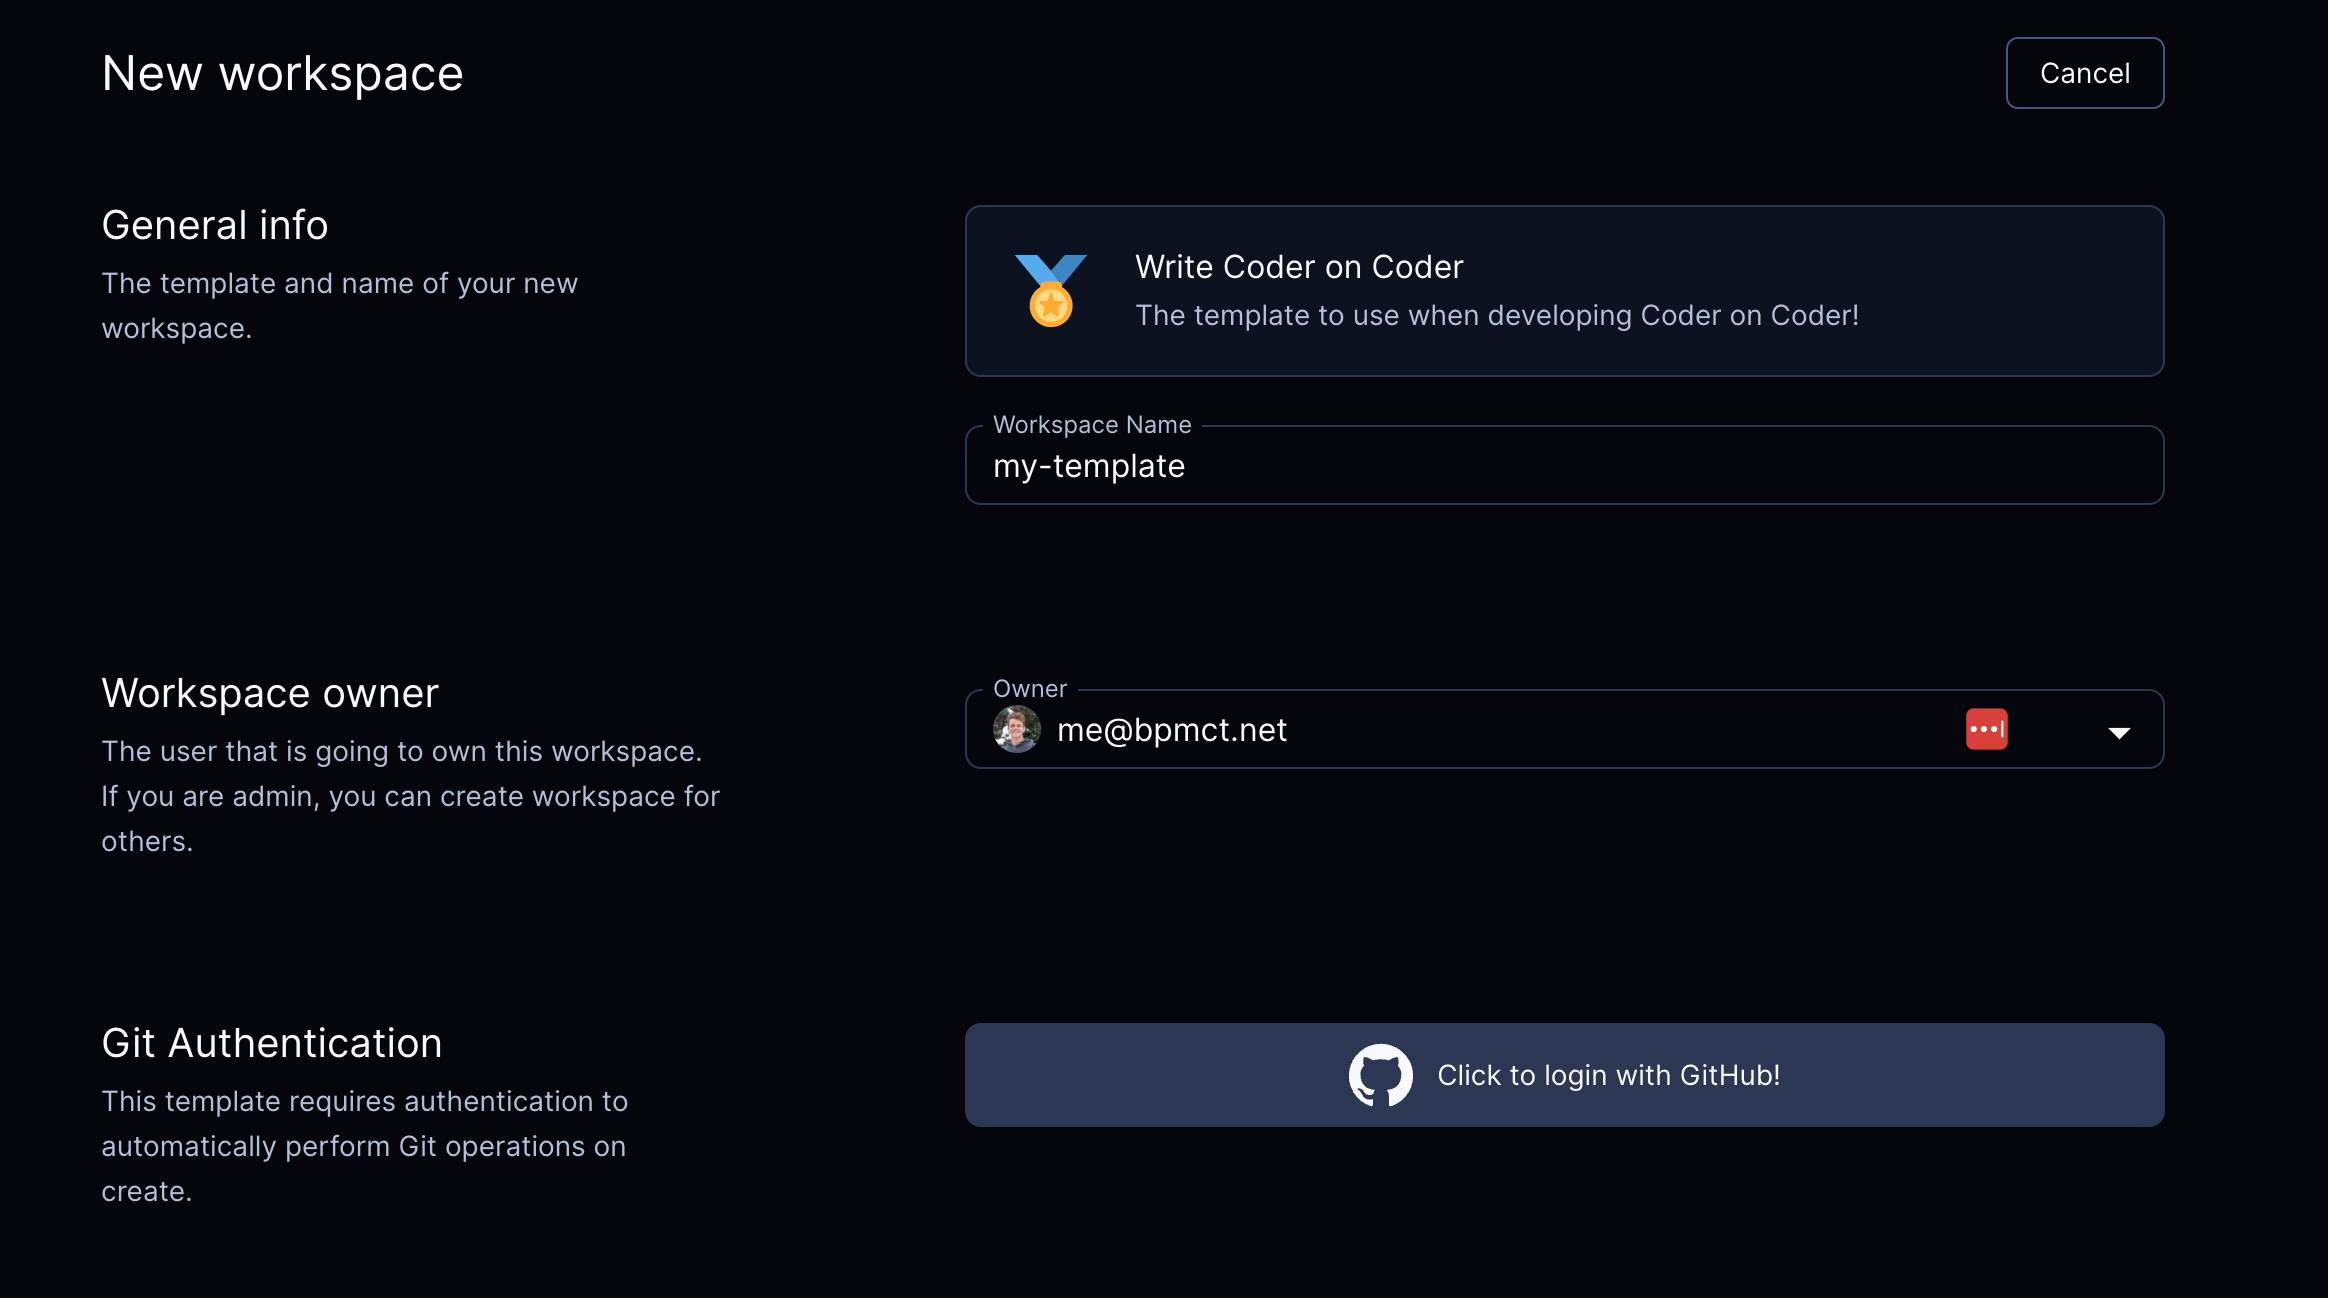 New workspace
Cancel
General info
The template and name of your new
workspace.
Write Coder on Coder
The template to use when developing Coder on Coder!
Workspace Name
my-template
Workspace owner
The user that is going to own this workspace.
If you are admin, you can create workspace for
others.
Owner
me@bpmct.net
Git Authentication
This template requires authentication to
automatically perform Git operations on
create.
Click to login with GitHub!